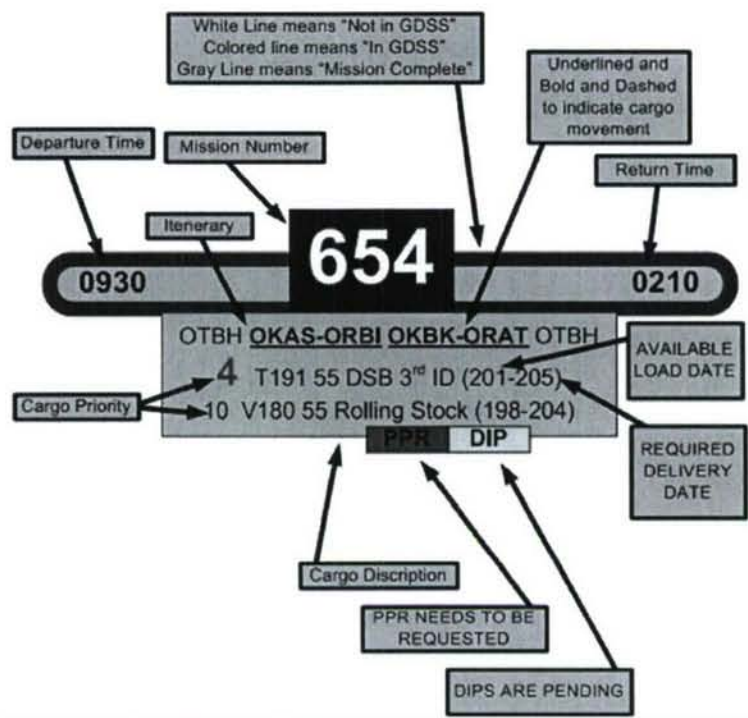 White Line means "Not in GDSS"
Colored line means "In GDSS"
Gray Line means "Mission Complete"
Underlined and
Bold and Dashed
to indicate cargo
movement
Departure Time
Mission Number
Return Time
Itenerary
654
0930
0210
OTBH OKAS-ORBI OKBK-ORAT OTBH
4 T191 55 DSB 3rd ID (201-205)
10 V180 55 Rolling Stock (198-204)
AVAILABLE
LOAD DATE
Cargo Priority
PPR DIP
REQUIRED
DELIVERY
DATE
Cargo Discription
PPR NEEDS TO BE
REQUESTED
DIPS ARE PENDING